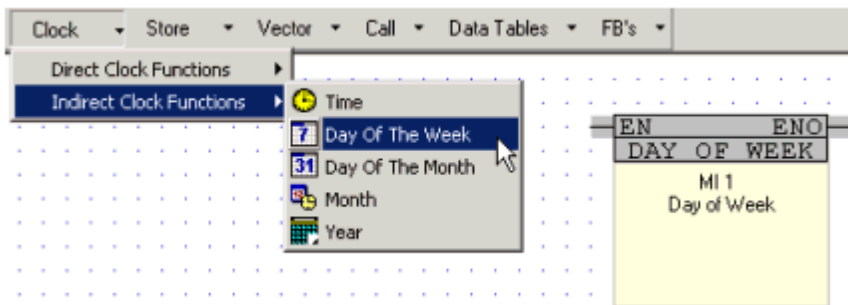 Clock Store Vector Call Data Tables FB's
Direct Clock Functions
Indirect Clock Functions
Time
7 Day Of The Week
31 Day Of The Month
Month
Year
EN ENO
DAY OF WEEK
MI 1
Day of Week